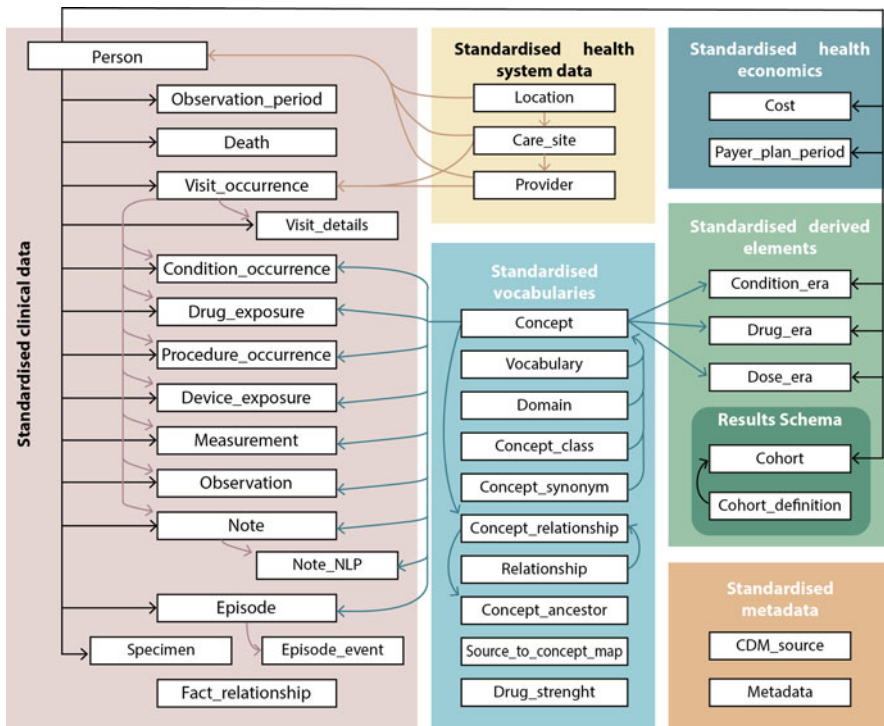 Standardised clinical data
Person
Observation_period
Death
Visit_occurrence
Visit_details
Condition_occurrence
Drug_exposure
Procedure_occurrence
Device_exposure
Measurement
Observation
Note
Note_NLP
Episode
Specimen
Episode_event
Fact_relationship
Standardised health
system data
Location
Care_site
Provider
Standardised
vocabularies
Concept
Vocabulary
Domain
Concept_class
Concept_synonym
Concept_relationship
Relationship
Concept_ancestor
Source_to_concept_map
Drug_strenght
Standardised health
economics
Cost
Payer_plan_period
Standardised derived
elements
Condition_era
Drug_era
Dose_era
Results Schema
Cohort
Cohort_definition
Standardised
metadata
CDM_source
Metadata